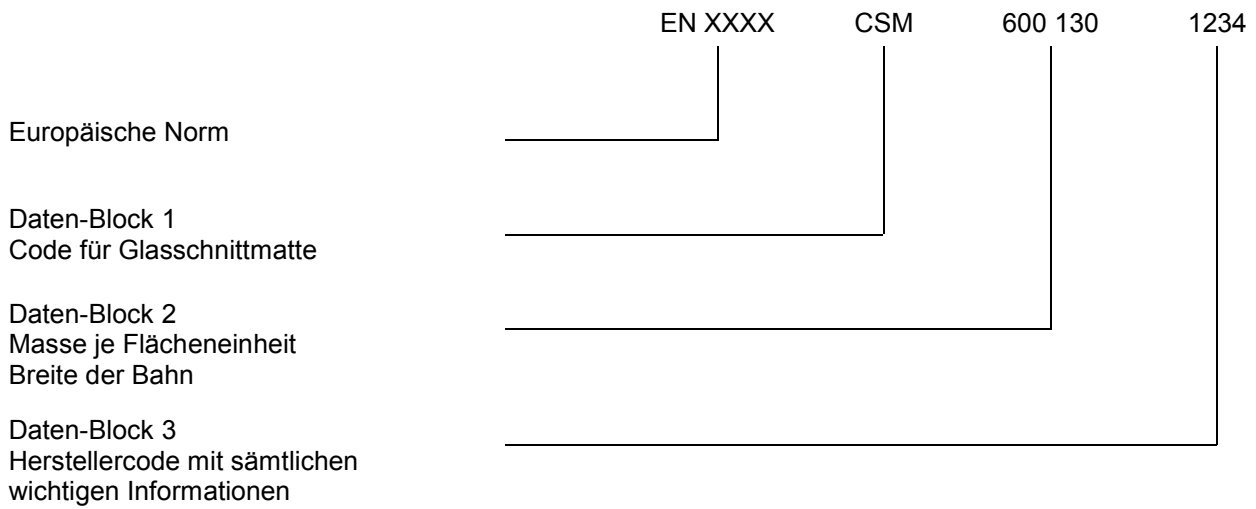 EN XXXX CSM 600 130 1234
Europäische Norm
Daten-Block 1
Code für Glasschnittmatte
Daten-Block 2
Masse je Flächeneinheit
Breite der Bahn
Daten-Block 3
Herstellercode mit sämtlichen
wichtigen Informationen